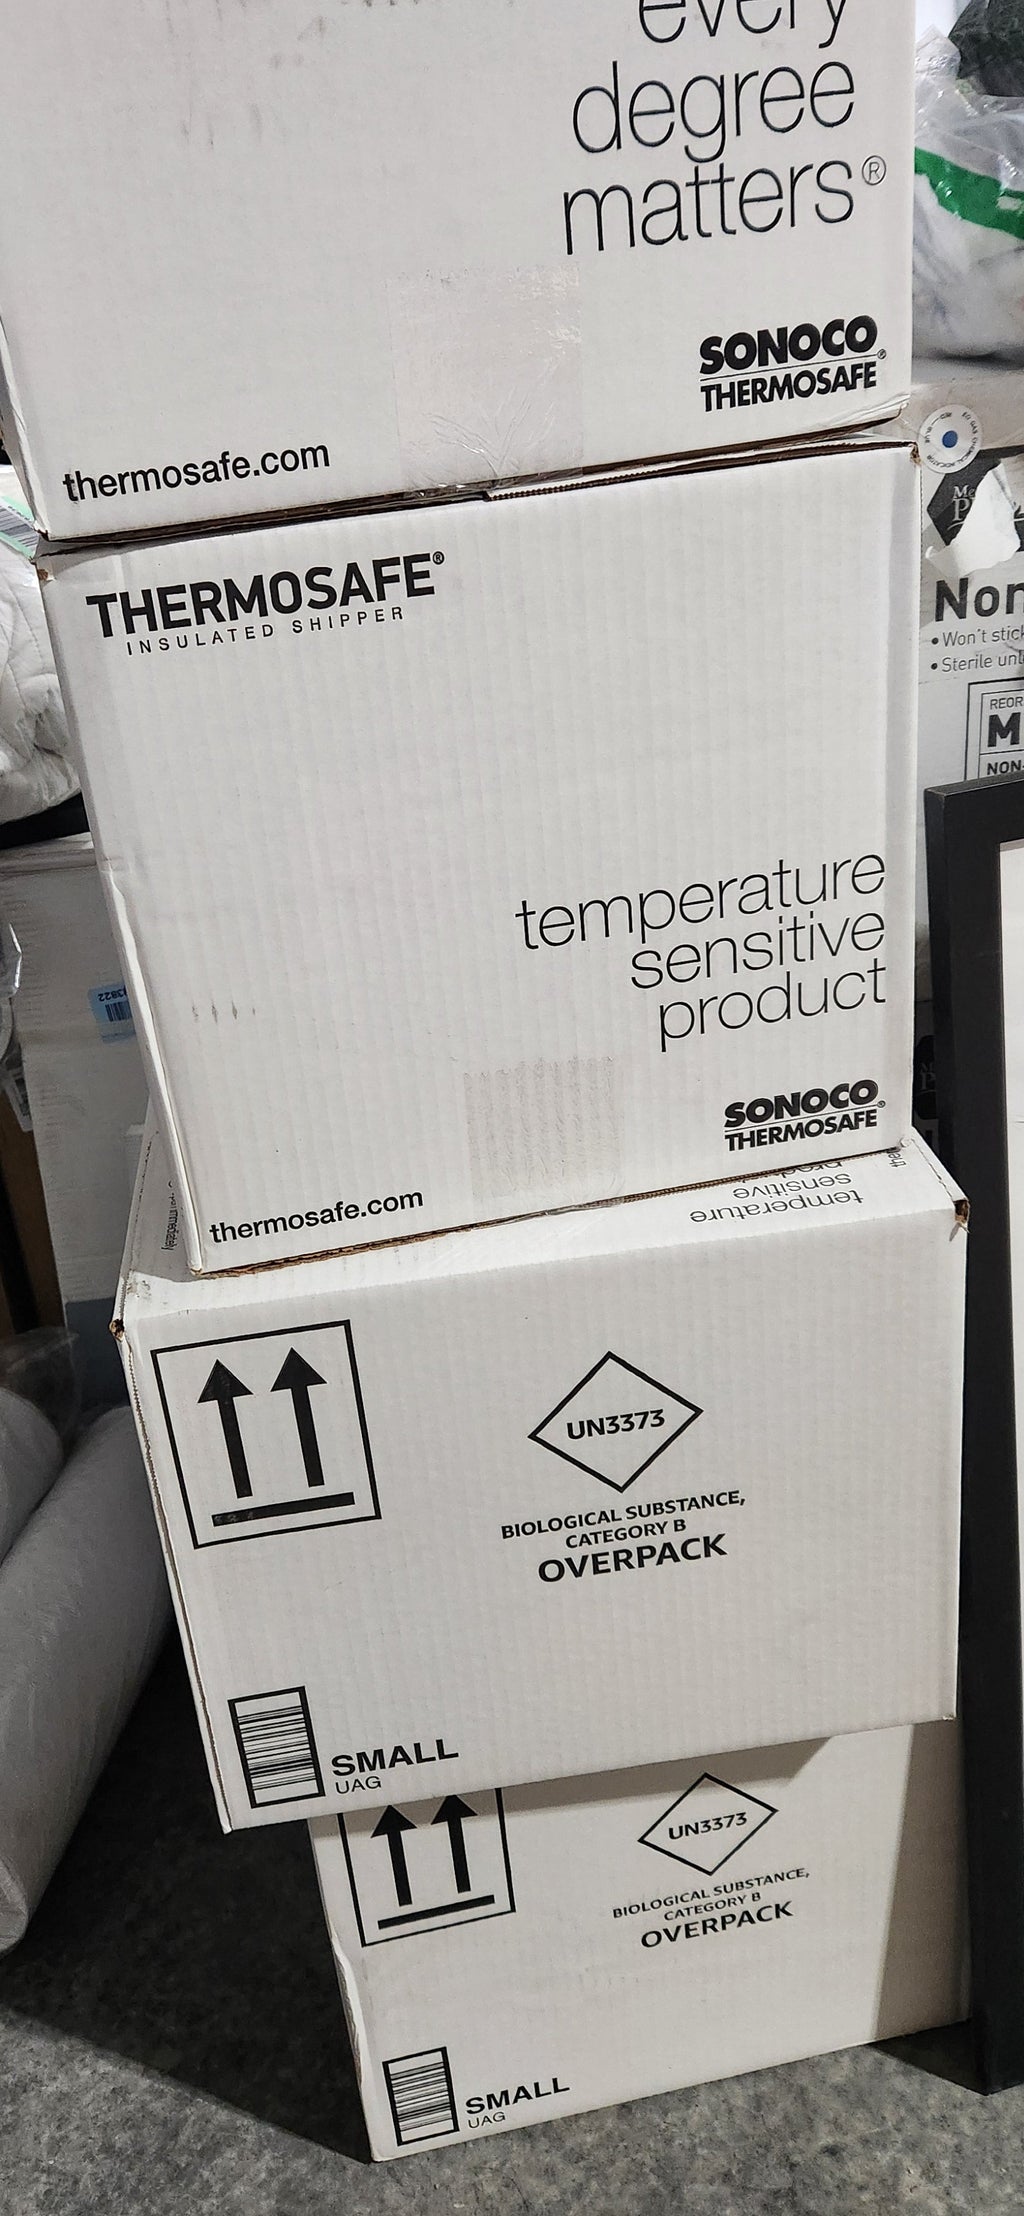 every
degree
matters®
SONOCO
THERMOSAFE®
thermosafe.com
THERMOSAFE®
INSULATED SHIPPER
temperature
sensitive
product
SONOCO
THERMOSAFE®
thermosafe.com
temperature
sensitive
UN3373
BIOLOGICAL SUBSTANCE,
CATEGORY B
OVERPACK
SMALL
UAG
UN3373
BIOLOGICAL SUBSTANCE,
CATEGORY B
OVERPACK
SMALL
UAG
• Won't stick
• Sterile
M
NON-